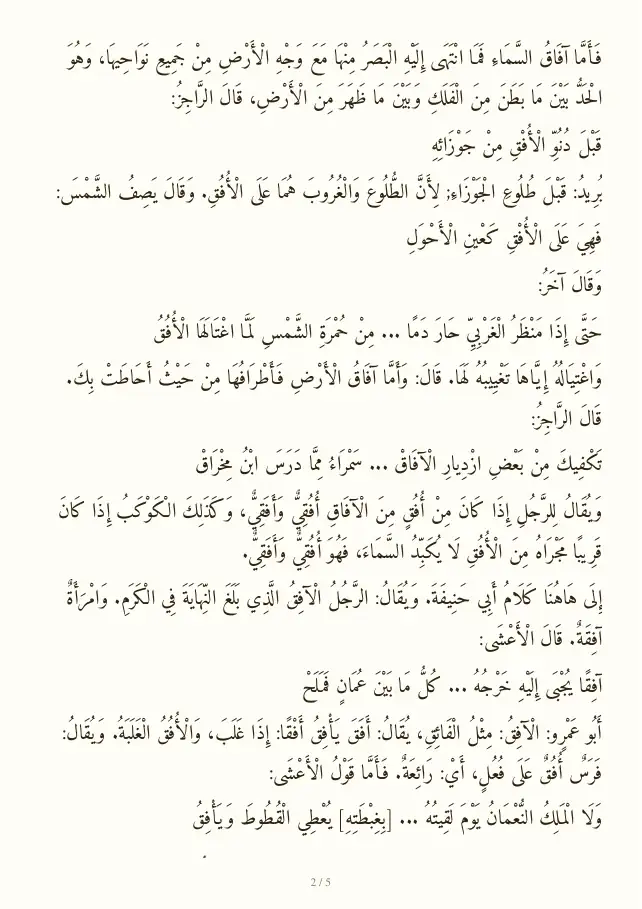 فَأَمَّا آفَاقُ السَّمَاءِ فَمَا انْتَهَى إِلَيْهِ الْبَصَرُ مِنْهَا مَعَ وَجْهِ الْأَرْضِ مِنْ جَمِيعِ نَوَاحِيهَا، وَهُوَ
الْحَدُّ بَيْنَ مَا بَطَنَ مِنَ الْفَلَكِ وَبَيْنَ مَا ظَهَرَ مِنَ الْأَرْضِ، قَالَ الرَّاجِزُ:
قَبْلَ دُنُوِّ الْأُفْقِ مِنْ جَوْزَائِهِ
يُرِيدُ: قَبْلَ طُلُوعِ الْجَوْزَاءِ; لِأَنَّ الطُّلُوعَ وَالْغُرُوبَ هُمَا عَلَى الْأُفُقِ. وَقَالَ يَصِفُ الشَّمْسَ:
فَهِيَ عَلَى الْأُفْقِ كَعَيْنِ الْأَحْوَلِ
وَقَالَ آخَرُ:
حَتَّى إِذَا مَنْظَرُ الْغَرْبِيِّ حَارَ دَمًا ... مِنْ حُمْرَةِ الشَّمْسِ لَمَّا اغْتَالَهَا الْأُفُقُ
وَاغْتِيَالُهُ إِيَّاهَا تَغْيِيبُهُ لَهَا. قَالَ: وَأَمَّا آفَاقُ الْأَرْضِ فَأَطْرَافُهَا مِنْ حَيْثُ أَحَاطَتْ بِكَ.
قَالَ الرَّاجِزُ:
تَكْفِيكَ مِنْ بَعْضِ ازْدِيارِ الْآفَاقْ ... سَمْرَاءُ مِمَّا دَرَسَ ابْنُ مِخْرَاقْ
وَيُقَالُ لِلرَّجُلِ إِذَا كَانَ مِنْ أُفُقٍ مِنَ الْآفَاقِ أُفُقِيٌّ وَأَفَقِيٌّ، وَكَذَلِكَ الْكَوْكَبُ إِذَا كَانَ
قَرِيبًا مَجْرَاهُ مِنَ الْأُفُقِ لَا يُكَبِّدُ السَّمَاءَ، فَهُوَ أُفُقِيٌّ وَأَفَقِيٌّ.
إِلَى هَاهُنَا كَلَامُ أَبِي حَنِيفَةَ. وَيُقَالُ: الرَّجُلُ الْآفِقُ الَّذِي بَلَغَ النِّهَايَةَ فِي الْكَرَمِ. وَامْرَأَةٌ
آفِقَةٌ. قَالَ الْأَعْشَى:
آفِقًا يُجْبَى إِلَيْهِ خَرْجُهُ ... كُلُّ مَا بَيْنَ عُمَانٍ فَمَلَحْ
أَبُو عَمْرٍو: الْآفِقُ: مِثْلُ الْفَائِقِ، يُقَالُ: أَفَقَ يَأْفِقُ أَفْقًا: إِذَا غَلَبَ، وَالْأُفُقُ الْغَلَبَةُ. وَيُقَالُ:
فَرَسٌ أُفُقٌ عَلَى فُعُلٍ، أَيْ: رَائِعَةٌ. فَأَمَّا قَوْلُ الْأَعْشَى:
وَلَا الْمَلِكُ النُّعْمَانُ يَوْمَ لَقِيتُهُ ... [بِغِبْطَتِهِ] يُعْطِي الْقُطُوطَ وَيَأْفِقُ
2 / 5